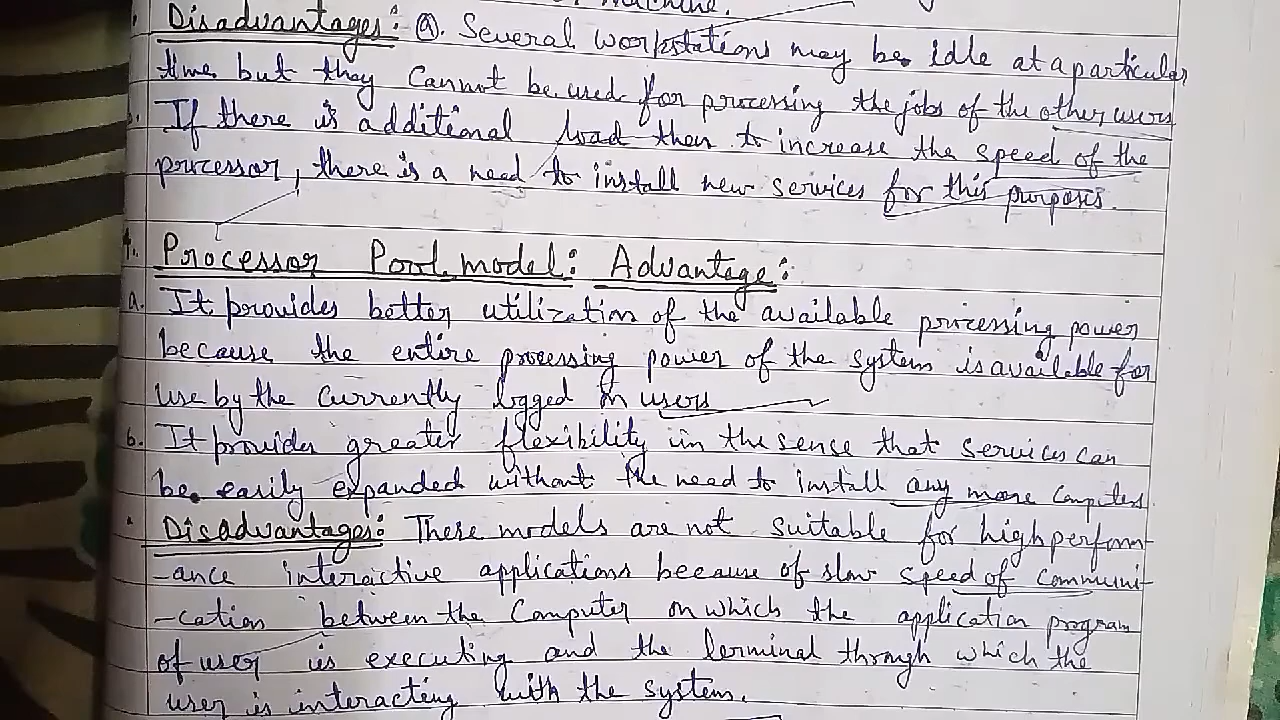 Machine.
Disadvantages: a. Several workstations may be idle at a particular
time but they cannot be used for processing the jobs of the other users
If there is additional load then to increase the speed of the
processor, there is a need to install new services for this purposes.
Processor Pool model: Advantage:
a. It provides better utilization of the available processing power
because the entire processing power of the system is available for
use by the currently logged in users
b. It provides greater flexibility in the sense that services can
be easily expanded without the need to install any more computers
Disadvantages: These models are not suitable for high perform-
-ance interactive applications because of slow speed of communi-
-cation between the computer on which the application program
of user is executing and the terminal through which the
user is interacting with the system.